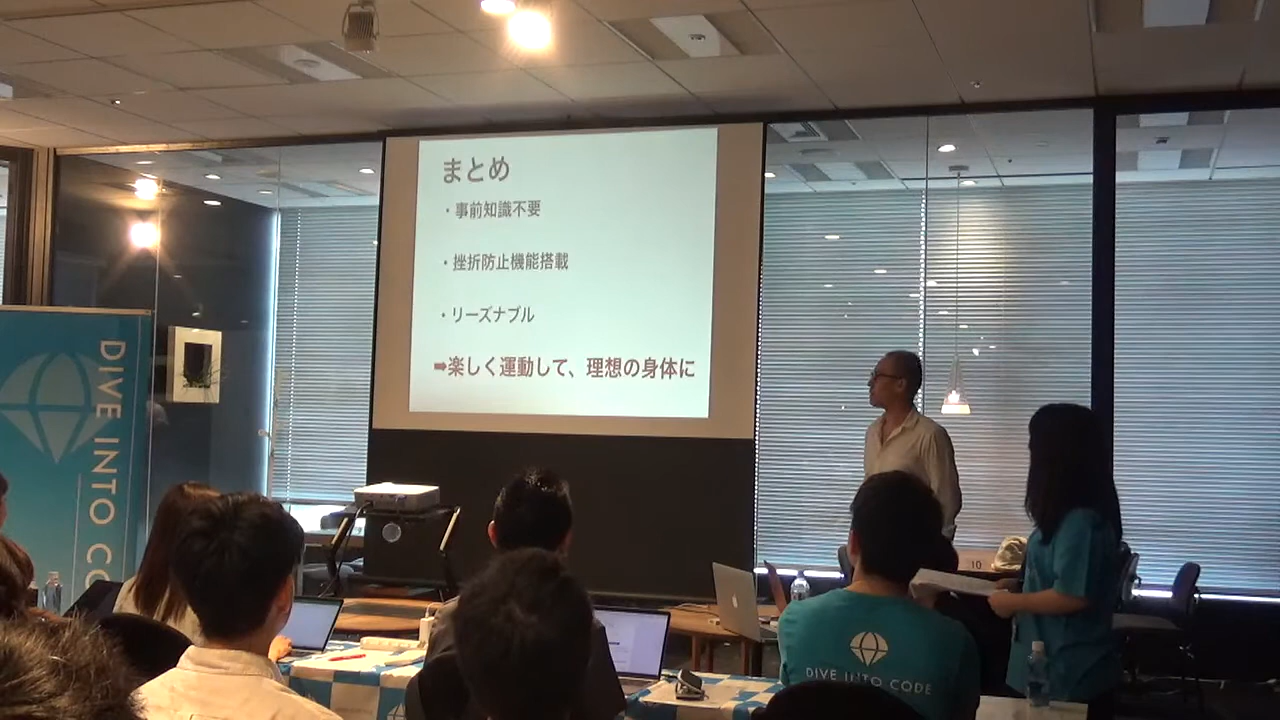 まとめ
・事前知識不要
・挫折防止機能搭載
・リーズナブル
➡楽しく運動して、理想の身体に
DIVE INTO CO
DIVE INTO CODE
10